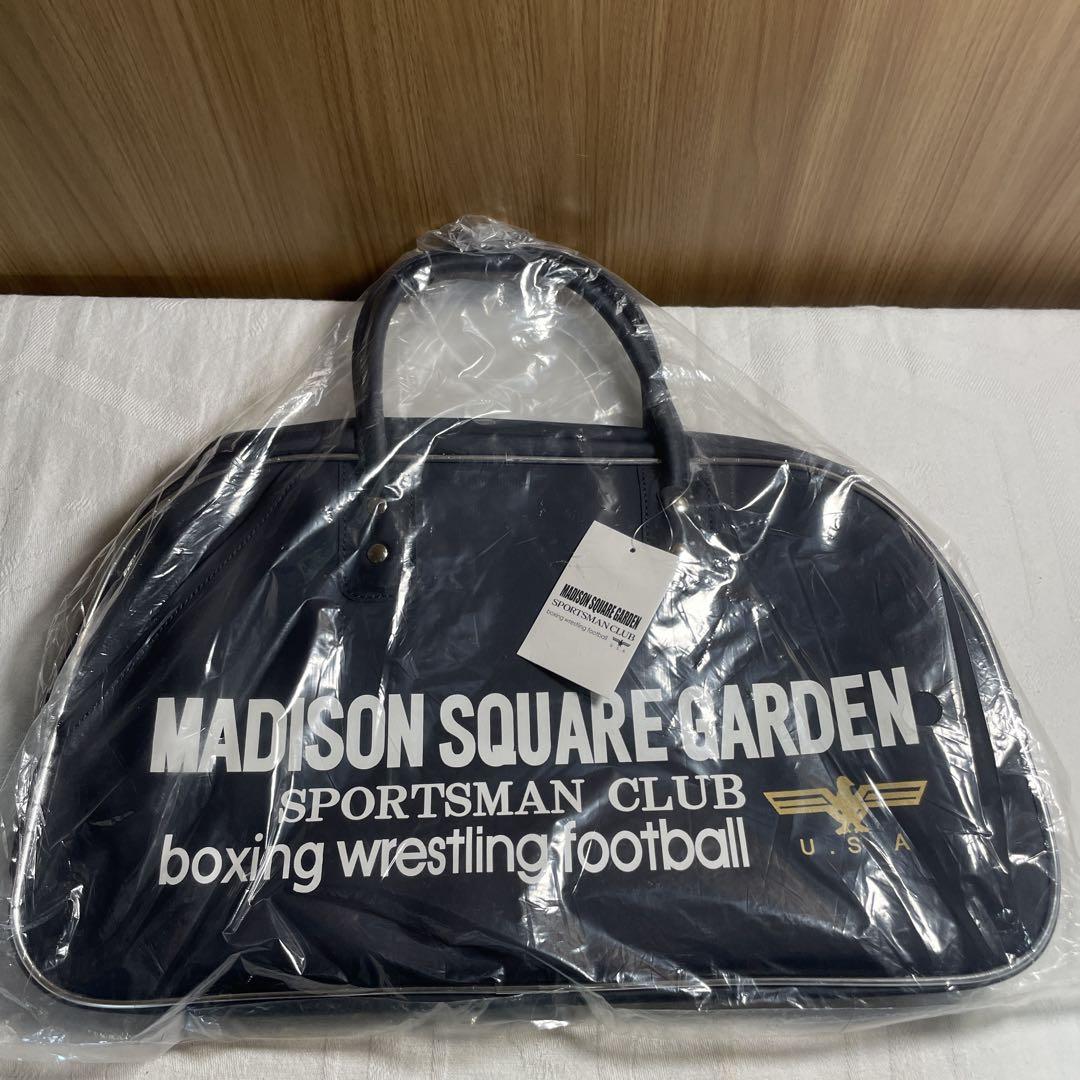 MADISON SQUARE GARDEN
SPORTSMAN CLUB
boxing wrestling football
U.S.A
MADISON SQUARE GARDEN
SPORTSMAN CLUB
boxing wrestling football
U.S.A